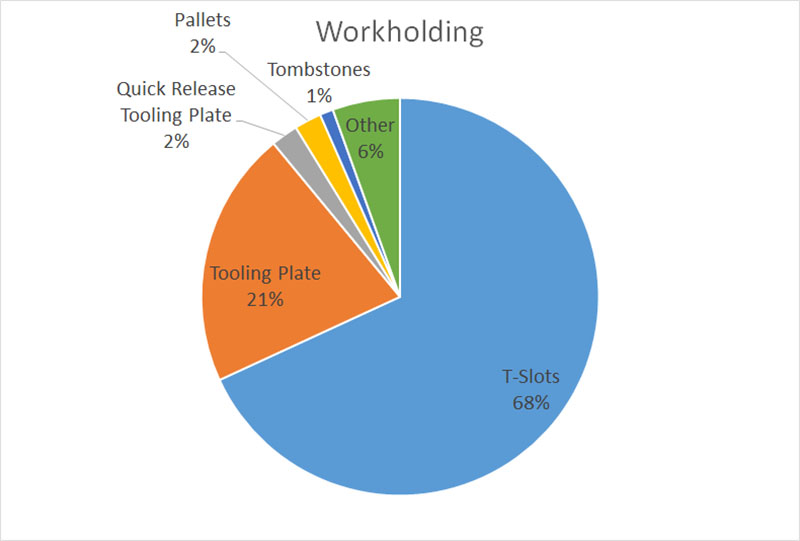 Workholding
Pallets
2%
Tombstones
1%
Quick Release
Tooling Plate
2%
Other
6%
Tooling Plate
21%
T-Slots
68%